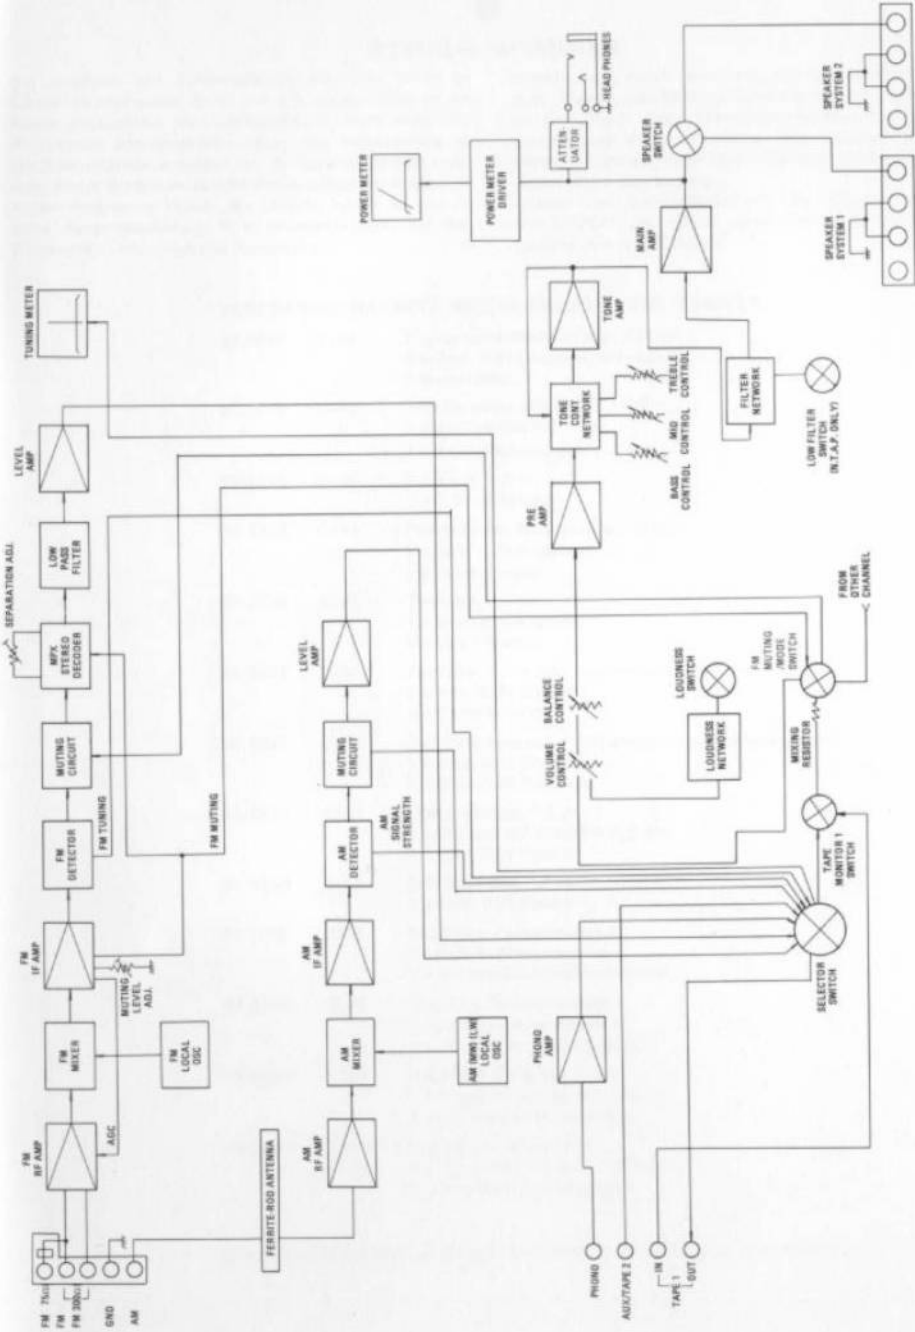 FM 75Ω
FM
FM 300Ω
GND
AM
FM
RF AMP
AGC
FM
MIXER
FM
LOCAL
OSC
FM
IF AMP
MUTING
LEVEL
ADJ.
FM
DETECTOR
FM TUNING
MUTING
CIRCUIT
FM MUTING
SEPARATION ADJ.
MPX
STEREO
DECODER
LOW
PASS
FILTER
LEVEL
AMP
TUNING METER
FERRITE-ROD ANTENNA
AM
RF AMP
AM
MIXER
AM (MW) (LW)
LOCAL
OSC
AM
IF AMP
AM
DETECTOR
AM
SIGNAL
STRENGTH
MUTING
CIRCUIT
LEVEL
AMP
PHONO
AUX/TAPE 2
IN
TAPE 1
OUT
PHONO
AMP
SELECTOR
SWITCH
TAPE
MONITOR 1
SWITCH
MIXING
RESISTOR
FM MUTING
/MODE
SWITCH
FROM
OTHER
CHANNEL
VOLUME
CONTROL
BALANCE
CONTROL
LOUDNESS
NETWORK
LOUDNESS
SWITCH
PRE
AMP
TONE
CONT
NETWORK
BASS
CONTROL
MID
CONTROL
TREBLE
CONTROL
TONE
AMP
FILTER
NETWORK
LOW FILTER
SWITCH
(N.T.A.P. ONLY)
MAIN
AMP
POWER METER
POWER METER
DRIVER
ATTEN-
UATOR
HEAD PHONES
SPEAKER
SWITCH
SPEAKER
SYSTEM 1
SPEAKER
SYSTEM 2